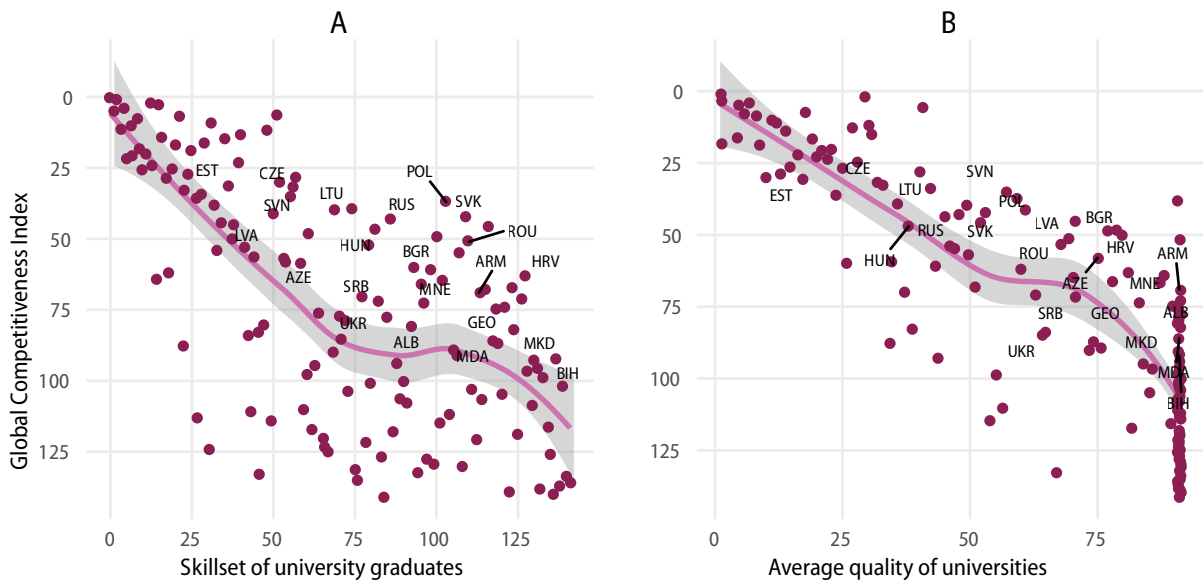 A
B
Global Competitiveness Index
0
25
50
75
100
125
EST
CZE
SVN
LVA
AZE
LTU
HUN
SRB
UKR
ALB
POL
RUS
SVK
BGR
MNE
ROU
ARM
HRV
GEO
MDA
MKD
BIH
0
25
50
75
100
125
Skillset of university graduates
0
25
50
75
100
125
EST
CZE
LTU
HUN
RUS
SVN
POL
SVK
LVA
ROU
BGR
HRV
AZE
SRB
UKR
GEO
MNE
MKD
ARM
ALB
MDA
BIH
0
25
50
75
Average quality of universities